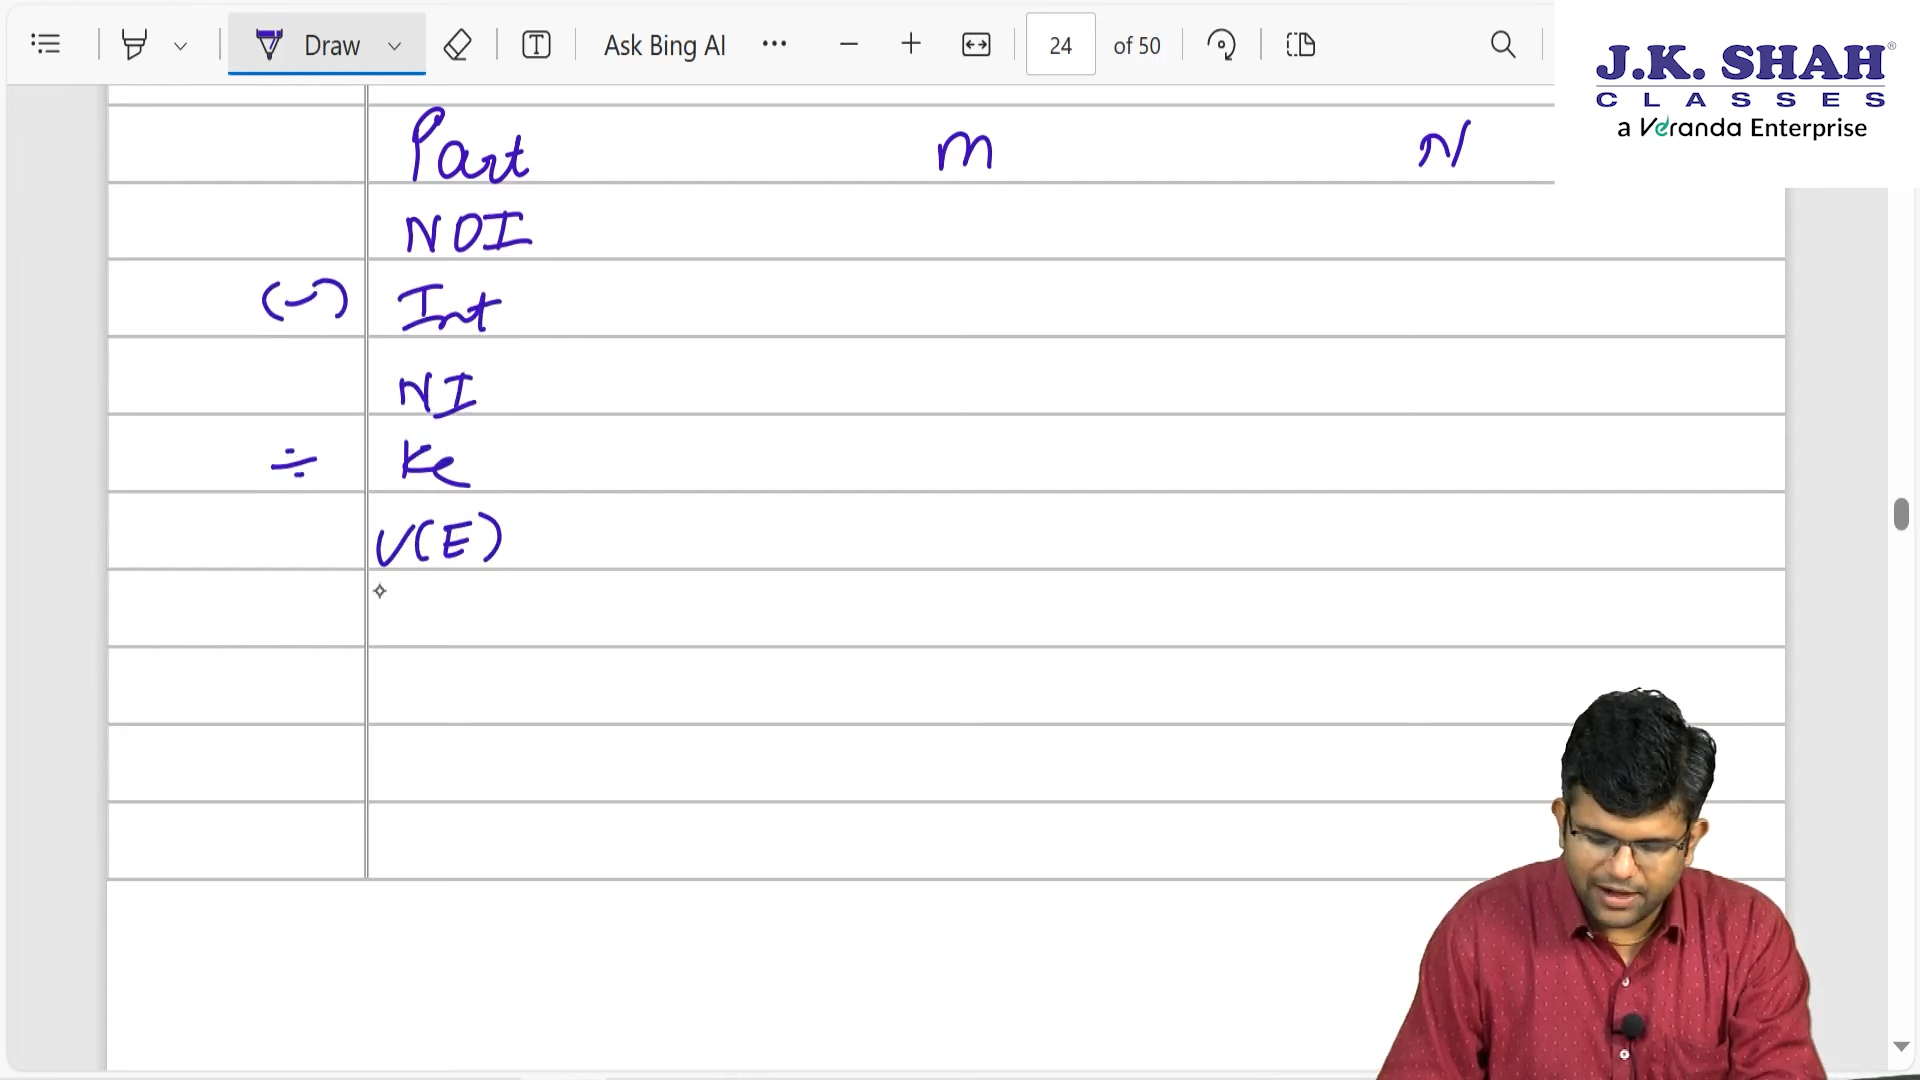 Draw
Ask Bing AI
24 of 50
J.K. SHAH®
CLASSES
a Veranda Enterprise
Part m N
NOI
(-) Int
NI
÷ Ke
V(E)